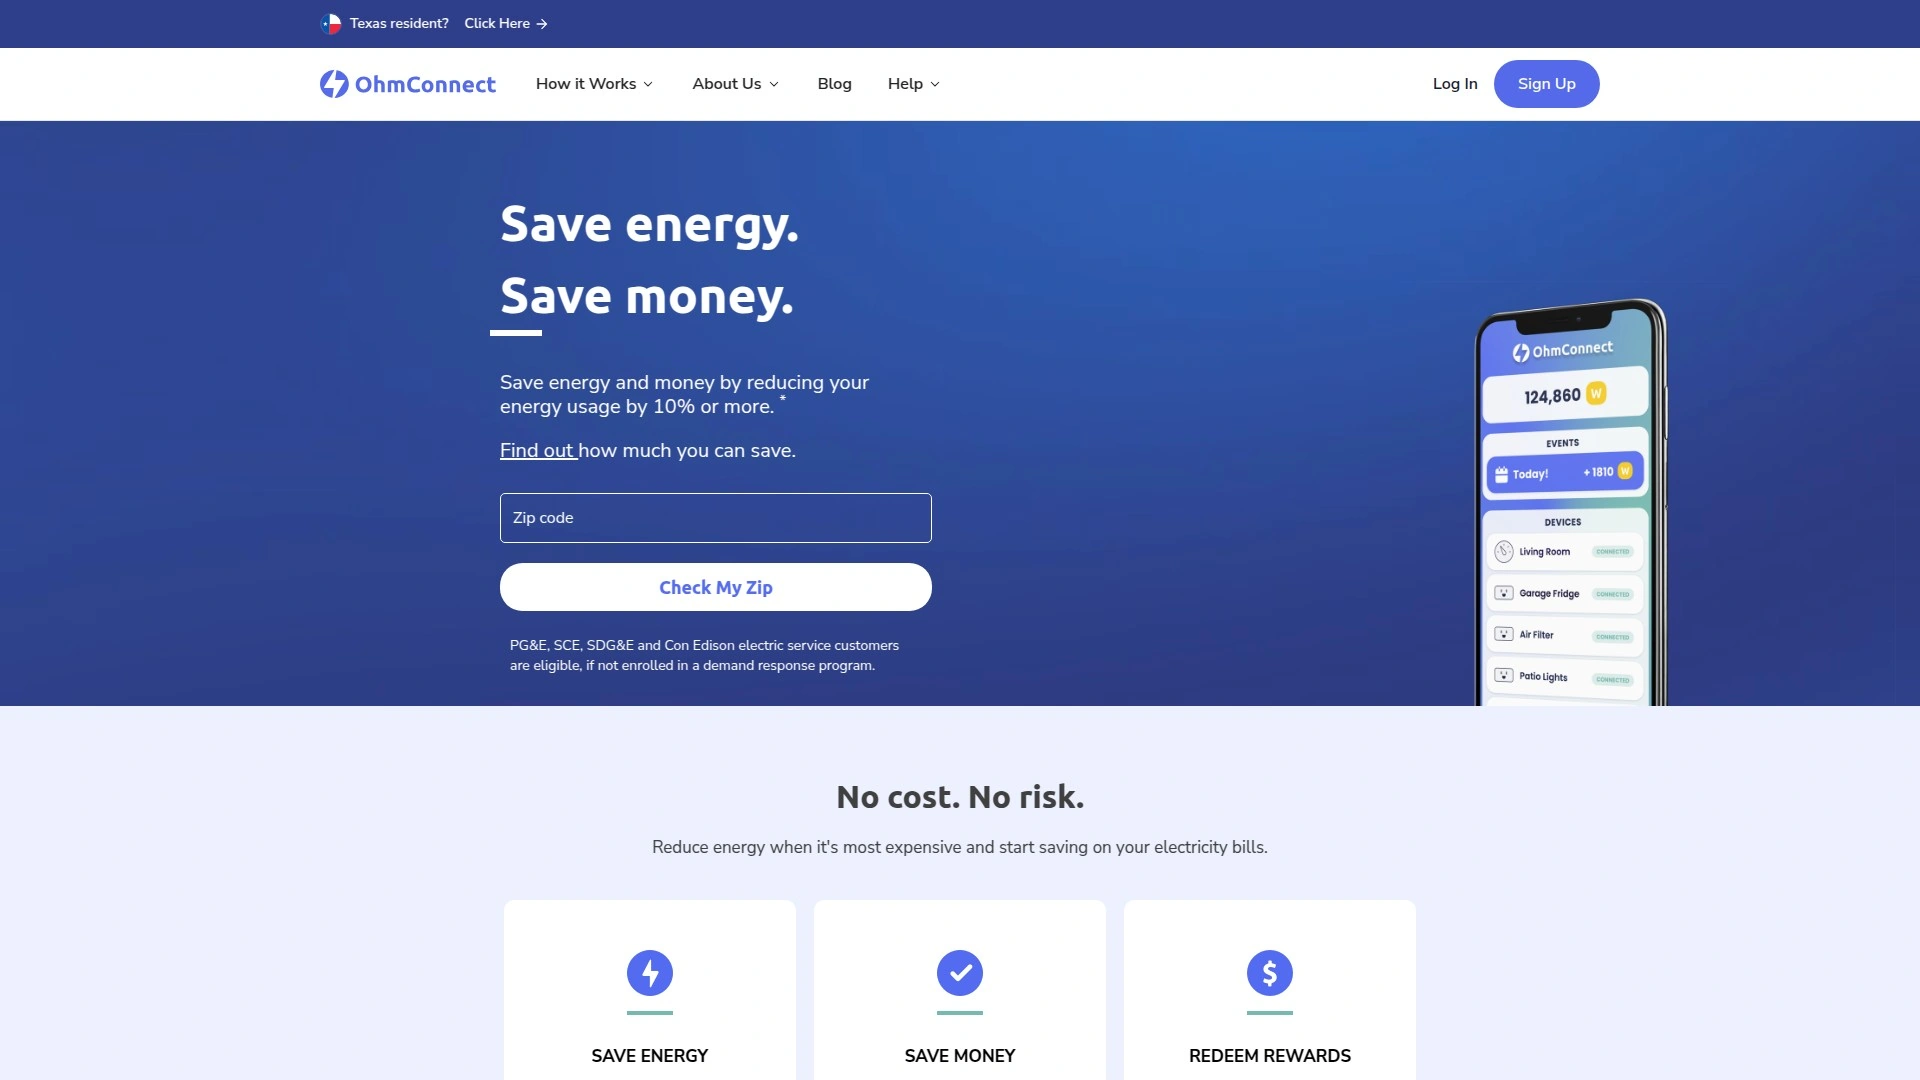 Texas resident? Click Here →
OhmConnect How it Works About Us Blog Help Log In Sign Up
Save energy.
Save money.
Save energy and money by reducing your
energy usage by 10% or more. *
Find out how much you can save.
Zip code
Check My Zip
PG&E, SCE, SDG&E and Con Edison electric service customers
are eligible, if not enrolled in a demand response program.
OhmConnect
124,860 W
EVENTS
Today! +1810 W
DEVICES
Living Room CONNECTED
Garage Fridge CONNECTED
Air Filter CONNECTED
Patio Lights CONNECTED
No cost. No risk.
Reduce energy when it's most expensive and start saving on your electricity bills.
SAVE ENERGY SAVE MONEY REDEEM REWARDS